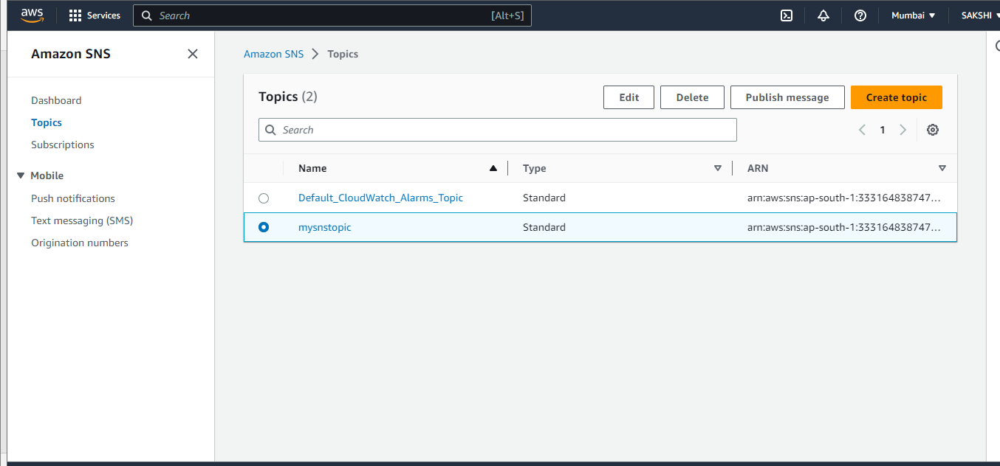 aws Services Search [Alt+S] Mumbai SAKSHI
Amazon SNS
Dashboard
Topics
Subscriptions
Mobile
Push notifications
Text messaging (SMS)
Origination numbers
Amazon SNS Topics
Topics (2) Edit Delete Publish message Create topic
Search 1
Name Type ARN
Default_CloudWatch_Alarms_Topic Standard arn:aws:sns:ap-south-1:333164838747...
mysnstopic Standard arn:aws:sns:ap-south-1:333164838747...